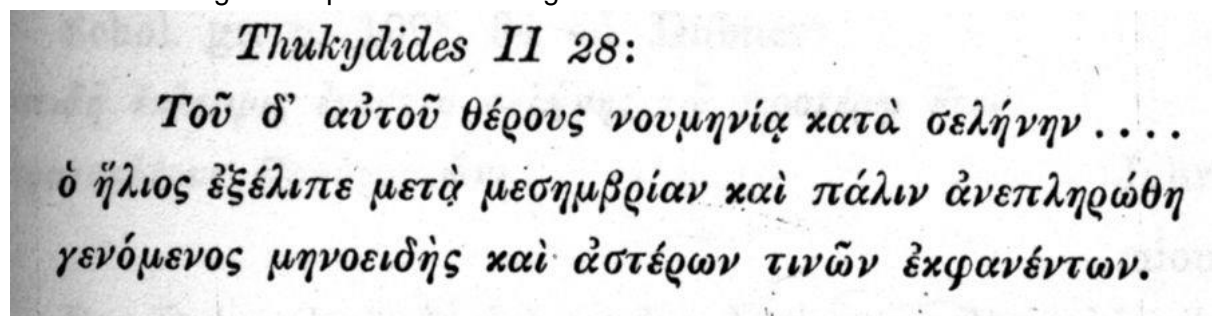 Thukydides II 28:
Τοῦ δ' αὐτοῦ θέρους νουμηνίᾳ κατὰ σελήνην ....
ὁ ἥλιος ἐξέλιπε μετὰ μεσημβρίαν καὶ πάλιν ἀνεπληρώθη
γενόμενος μηνοειδὴς καὶ ἀστέρων τινῶν ἐκφανέντων.